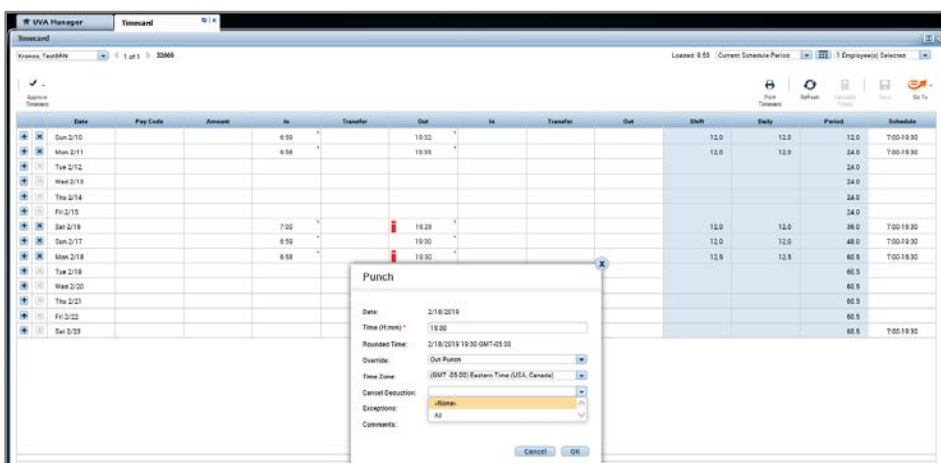 UVA Manager Timecard
Timecard
Kronos, TestSRN 1 of 1 32669 Loaded: 9:53 Current Schedule Period 1 Employee(s) Selected
Approve Timecard Print Timecard Refresh Calculate Totals Save Go To
Date Pay Code Amount In Transfer Out In Transfer Out Shift Daily Period Schedule
Sun 2/10 6:59 19:32 12.0 12.0 12.0 7:00-19:30
Mon 2/11 6:58 19:35 12.0 12.0 24.0 7:00-19:30
Tue 2/12 24.0
Wed 2/13 24.0
Thu 2/14 24.0
Fri 2/15 24.0
Sat 2/16 7:00 19:28 12.0 12.0 36.0 7:00-19:30
Sun 2/17 6:59 19:30 12.0 12.0 48.0 7:00-19:30
Mon 2/18 6:58 19:30 12.5 12.5 60.5 7:00-19:30
Tue 2/19 60.5
Wed 2/20 60.5
Thu 2/21 60.5
Fri 2/22 60.5
Sat 2/23 60.5 7:00-19:30
Punch
Date: 2/18/2019
Time (H:mm) * 19:30
Rounded Time: 2/18/2019 19:30 GMT-05:00
Override: Out Punch
Time Zone: (GMT -05:00) Eastern Time (USA, Canada)
Cancel Deduction:
<None>
Exceptions:
All
Comments:
Cancel OK